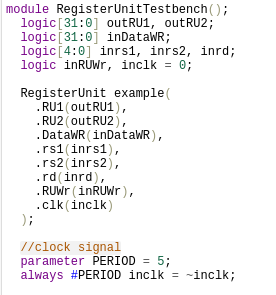 module RegisterUnitTestbench();
logic[31:0] outRU1, outRU2;
logic[31:0] inDataWR;
logic[4:0] inrs1, inrs2, inrd;
logic inRUWr, inclk = 0;
RegisterUnit example(
.RU1(outRU1),
.RU2(outRU2),
.DataWR(inDataWR),
.rs1(inrs1),
.rs2(inrs2),
.rd(inrd),
.RUWr(inRUWr),
.clk(inclk)
);
//clock signal
parameter PERIOD = 5;
always #PERIOD inclk = ~inclk;